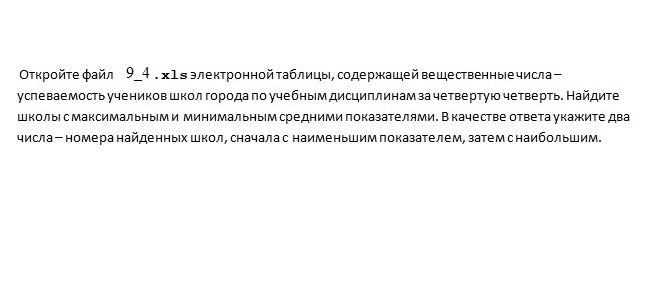 Откройте файл 9_4.xls электронной таблицы, содержащей вещественные числа –
успеваемость учеников школ города по учебным дисциплинам за четвертую четверть. Найдите
школы с максимальным и минимальным средними показателями. В качестве ответа укажите два
числа – номера найденных школ, сначала с наименьшим показателем, затем с наибольшим.